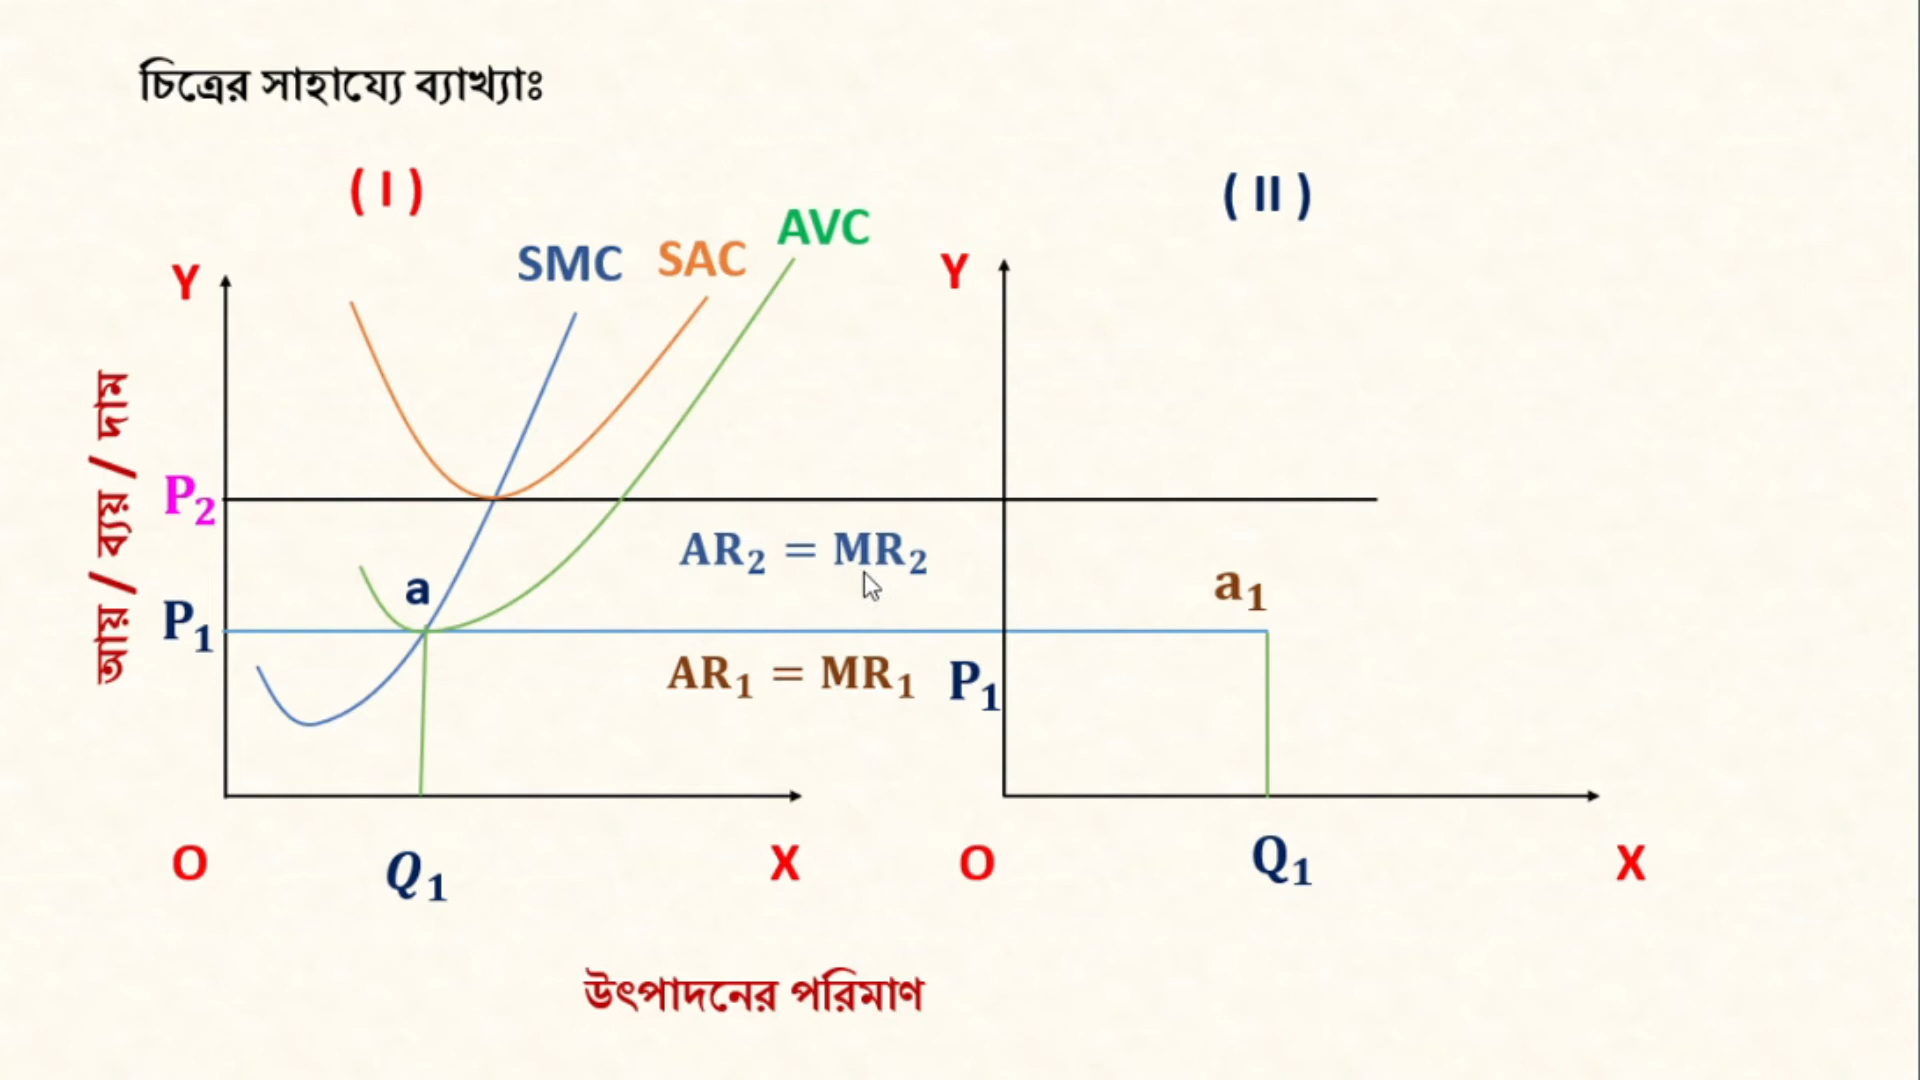 চিত্রের সাহায্যে ব্যাখ্যাঃ
( I )
( II )
SMC SAC AVC
Y
Y
আয় / ব্যয় / দাম
P₂
AR₂ = MR₂
a
a₁
P₁
AR₁ = MR₁
P₁
O
Q₁
X
O
Q₁
X
উৎপাদনের পরিমাণ